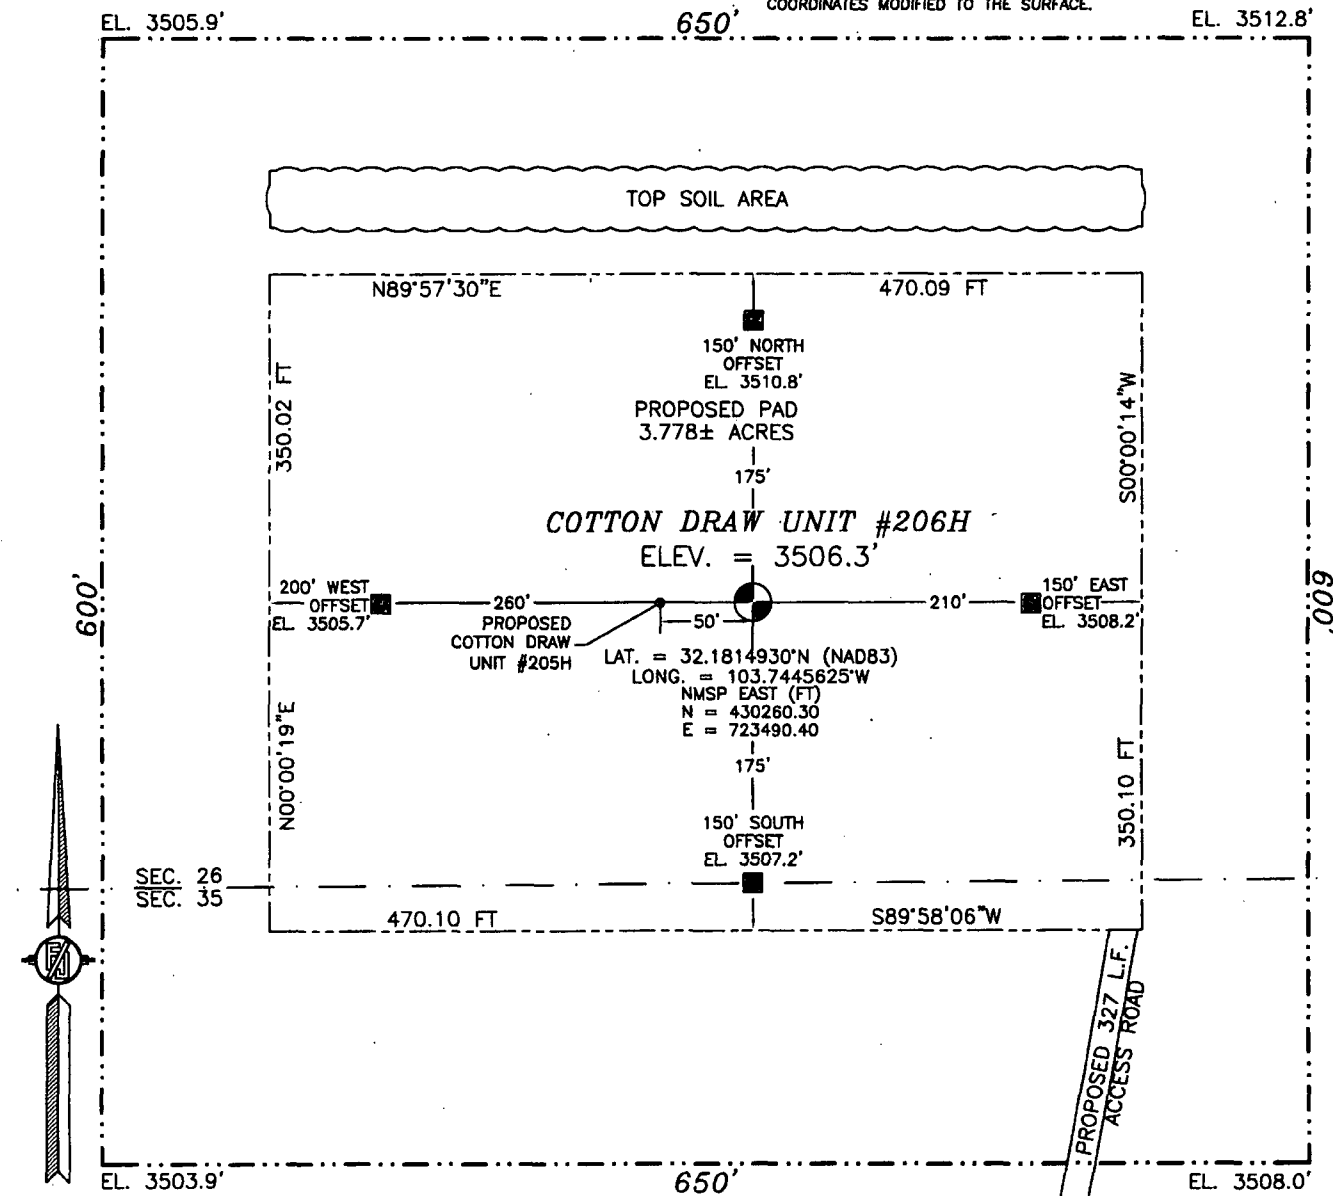 COORDINATES MODIFIED TO THE SURFACE.
EL. 3505.9'
650'
EL. 3512.8'
TOP SOIL AREA
N89°57'30"E
470.09 FT
150' NORTH
OFFSET
EL. 3510.8'
350.02 FT
S00°00'14"W
PROPOSED PAD
3.778± ACRES
175'
COTTON DRAW UNIT #206H
ELEV. = 3506.3'
600'
600'
200' WEST
OFFSET
EL. 3505.7'
260'
210'
150' EAST
OFFSET
EL. 3508.2'
50'
PROPOSED
COTTON DRAW
UNIT #205H
LAT. = 32.1814930°N (NAD83)
LONG. = 103.7445625°W
NMSP EAST (FT)
N = 430260.30
E = 723490.40
N00°00'19"E
175'
350.10 FT
150' SOUTH
OFFSET
EL. 3507.2'
SEC. 26
SEC. 35
470.10 FT
S89°58'06"W
PROPOSED 327 L.F.
ACCESS ROAD
EL. 3503.9'
650'
EL. 3508.0'